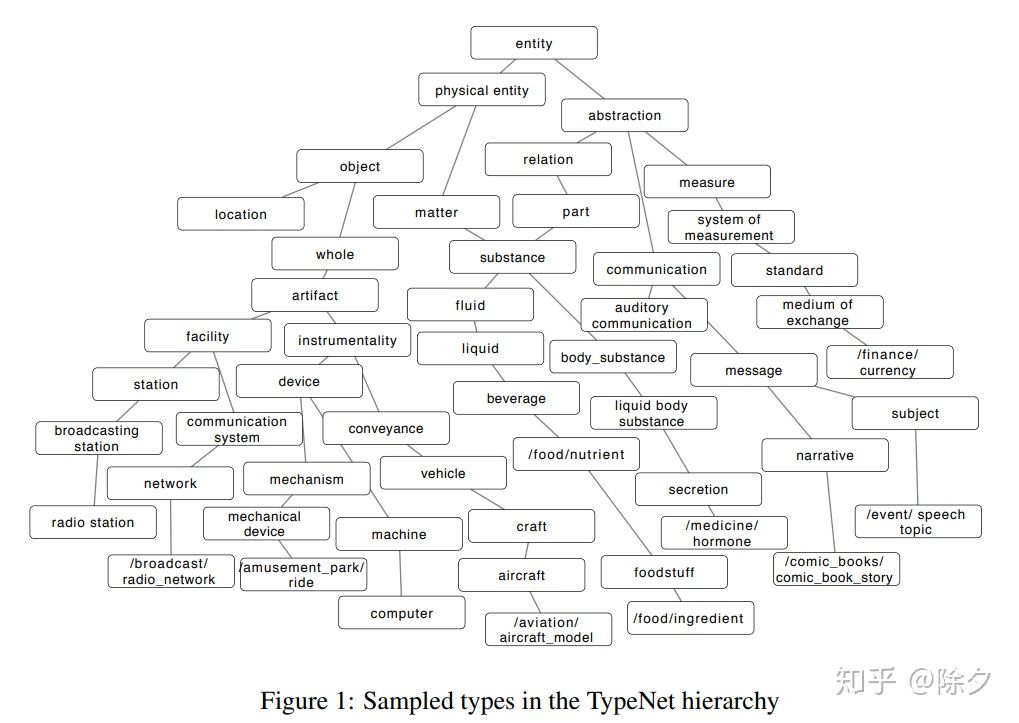 entity
physical entity
abstraction
object
relation
measure
location
matter
part
system of
measurement
whole
substance
communication
standard
artifact
fluid
auditory
communication
medium of
exchange
facility
instrumentality
liquid
body_substance
/finance/
currency
station
device
beverage
message
broadcasting
station
communication
system
conveyance
liquid body
substance
subject
network
mechanism
vehicle
/food/nutrient
narrative
radio station
mechanical
device
machine
craft
secretion
/medicine/
hormone
/event/ speech
topic
/broadcast/
radio_network
/amusement_park/
ride
aircraft
foodstuff
/comic_books/
comic_book_story
computer
/aviation/
aircraft_model
/food/ingredient
知乎 @除夕
Figure 1: Sampled types in the TypeNet hierarchy